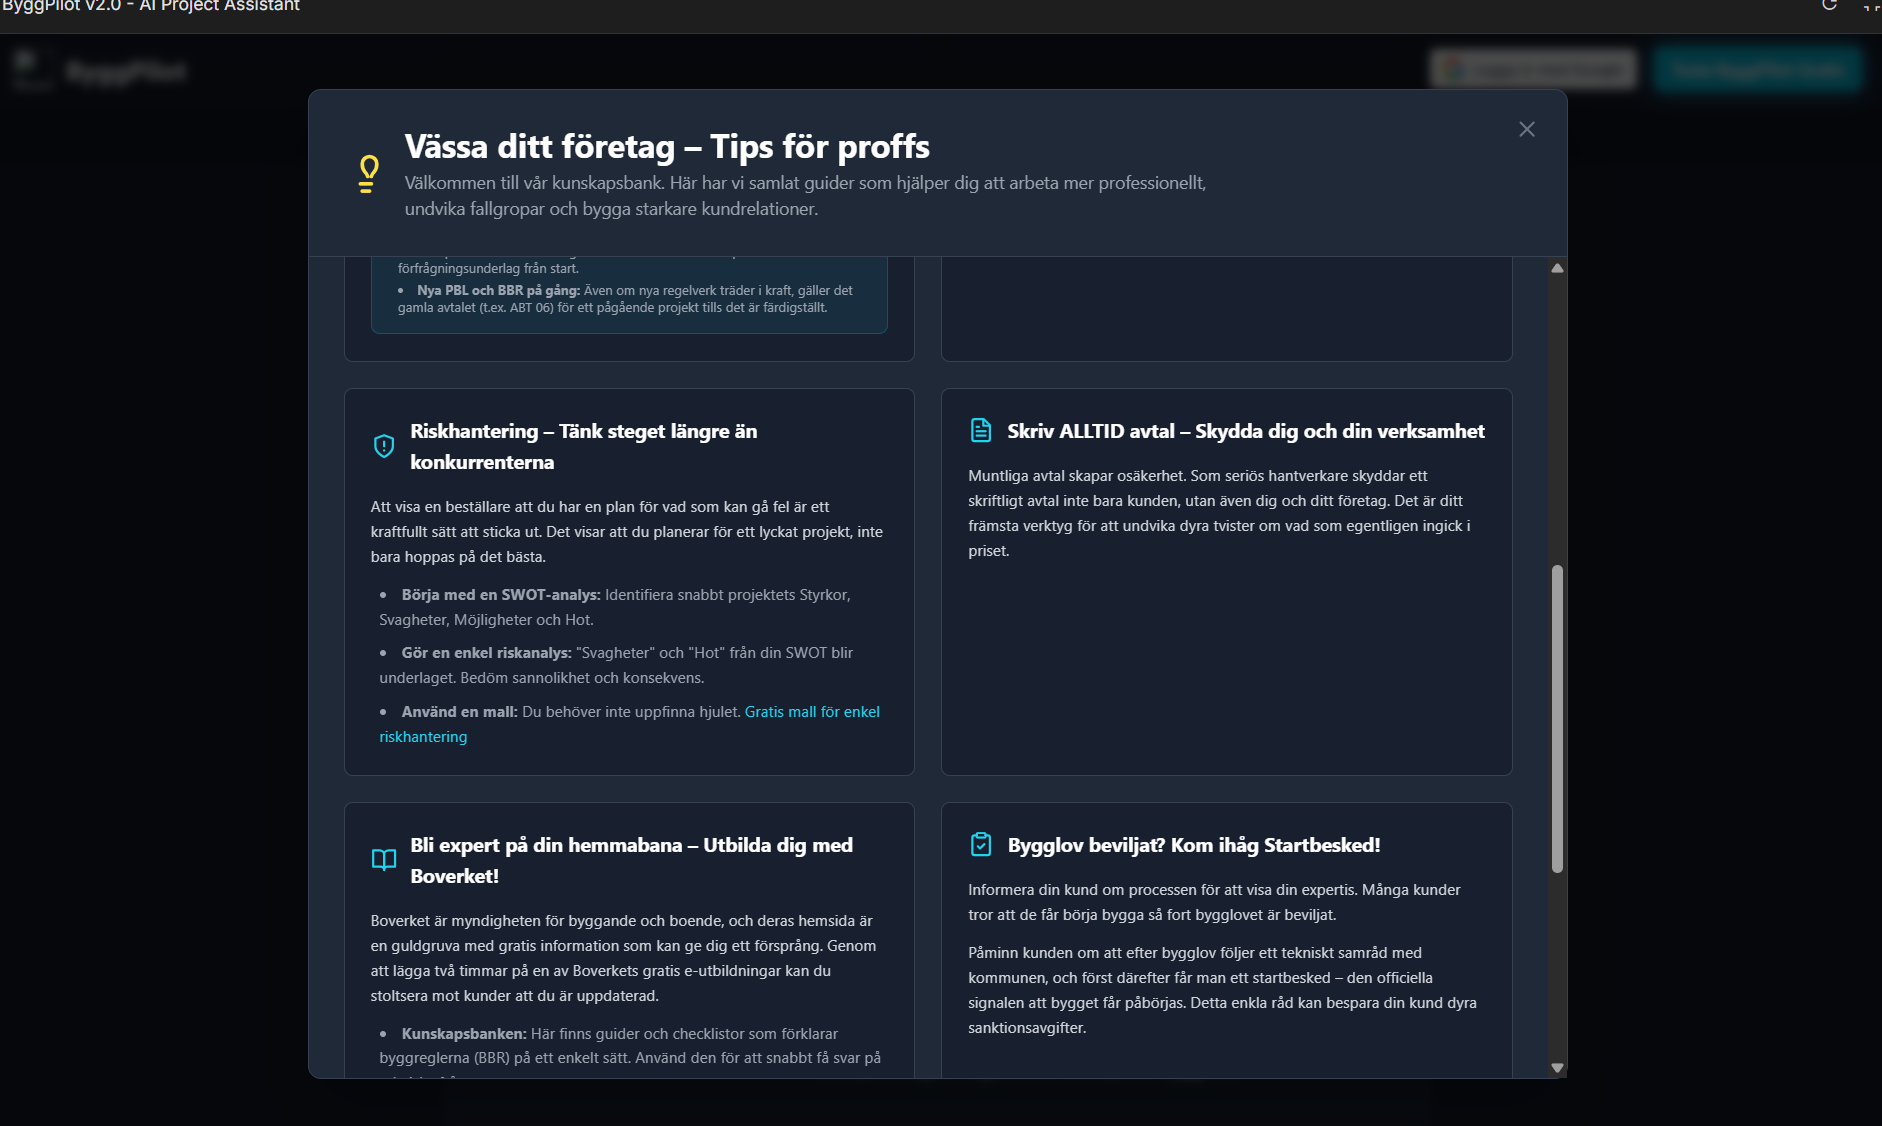 ByggPilot v2.0 - AI Project Assistant
ByggPilot
Vässa ditt företag – Tips för proffs
Välkommen till vår kunskapsbank. Här har vi samlat guider som hjälper dig att arbeta mer professionellt,
undvika fallgropar och bygga starkare kundrelationer.
förfrågningsunderlag från start.
• Nya PBL och BBR på gång: Även om nya regelverk träder i kraft, gäller det
gamla avtalet (t.ex. ABT 06) för ett pågående projekt tills det är färdigställt.
Riskhantering – Tänk steget längre än
konkurrenterna
Att visa en beställare att du har en plan för vad som kan gå fel är ett
kraftfullt sätt att sticka ut. Det visar att du planerar för ett lyckat projekt, inte
bara hoppas på det bästa.
• Börja med en SWOT-analys: Identifiera snabbt projektets Styrkor,
Svagheter, Möjligheter och Hot.
• Gör en enkel riskanalys: "Svagheter" och "Hot" från din SWOT blir
underlaget. Bedöm sannolikhet och konsekvens.
• Använd en mall: Du behöver inte uppfinna hjulet. Gratis mall för enkel
riskhantering
Skriv ALLTID avtal – Skydda dig och din verksamhet
Muntliga avtal skapar osäkerhet. Som seriös hantverkare skyddar ett
skriftligt avtal inte bara kunden, utan även dig och ditt företag. Det är ditt
främsta verktyg för att undvika dyra tvister om vad som egentligen ingick i
priset.
Bli expert på din hemmabana – Utbilda dig med
Boverket!
Boverket är myndigheten för byggande och boende, och deras hemsida är
en guldgruva med gratis information som kan ge dig ett försprång. Genom
att lägga två timmar på en av Boverkets gratis e-utbildningar kan du
stoltsera mot kunder att du är uppdaterad.
• Kunskapsbanken: Här finns guider och checklistor som förklarar
byggreglerna (BBR) på ett enkelt sätt. Använd den för att snabbt få svar på
Bygglov beviljat? Kom ihåg Startbesked!
Informera din kund om processen för att visa din expertis. Många kunder
tror att de får börja bygga så fort bygglovet är beviljat.
Påminn kunden om att efter bygglov följer ett tekniskt samråd med
kommunen, och först därefter får man ett startbesked – den officiella
signalen att bygget får påbörjas. Detta enkla råd kan bespara din kund dyra
sanktionsavgifter.